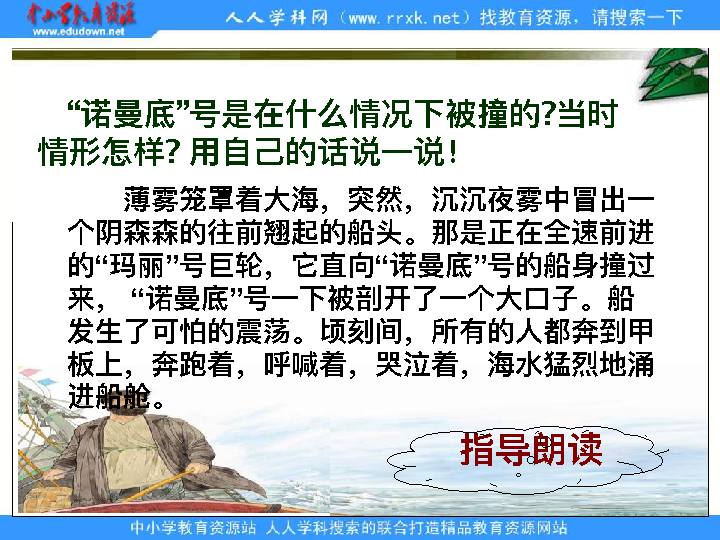 中小学教育资源
www.edudown.net
人人学科网（www.rrxk.net）找教育资源，请搜索一下
“诺曼底”号是在什么情况下被撞的?当时
情形怎样? 用自己的话说一说！
薄雾笼罩着大海，突然，沉沉夜雾中冒出一
个阴森森的往前翘起的船头。那是正在全速前进
的“玛丽”号巨轮，它直向“诺曼底”号的船身撞过
来， “诺曼底”号一下被剖开了一个大口子。船
发生了可怕的震荡。顷刻间，所有的人都奔到甲
板上，奔跑着，呼喊着，哭泣着，海水猛烈地涌
进船舱。
指导朗读
中小学教育资源站 人人学科搜索的联合打造精品教育资源网站